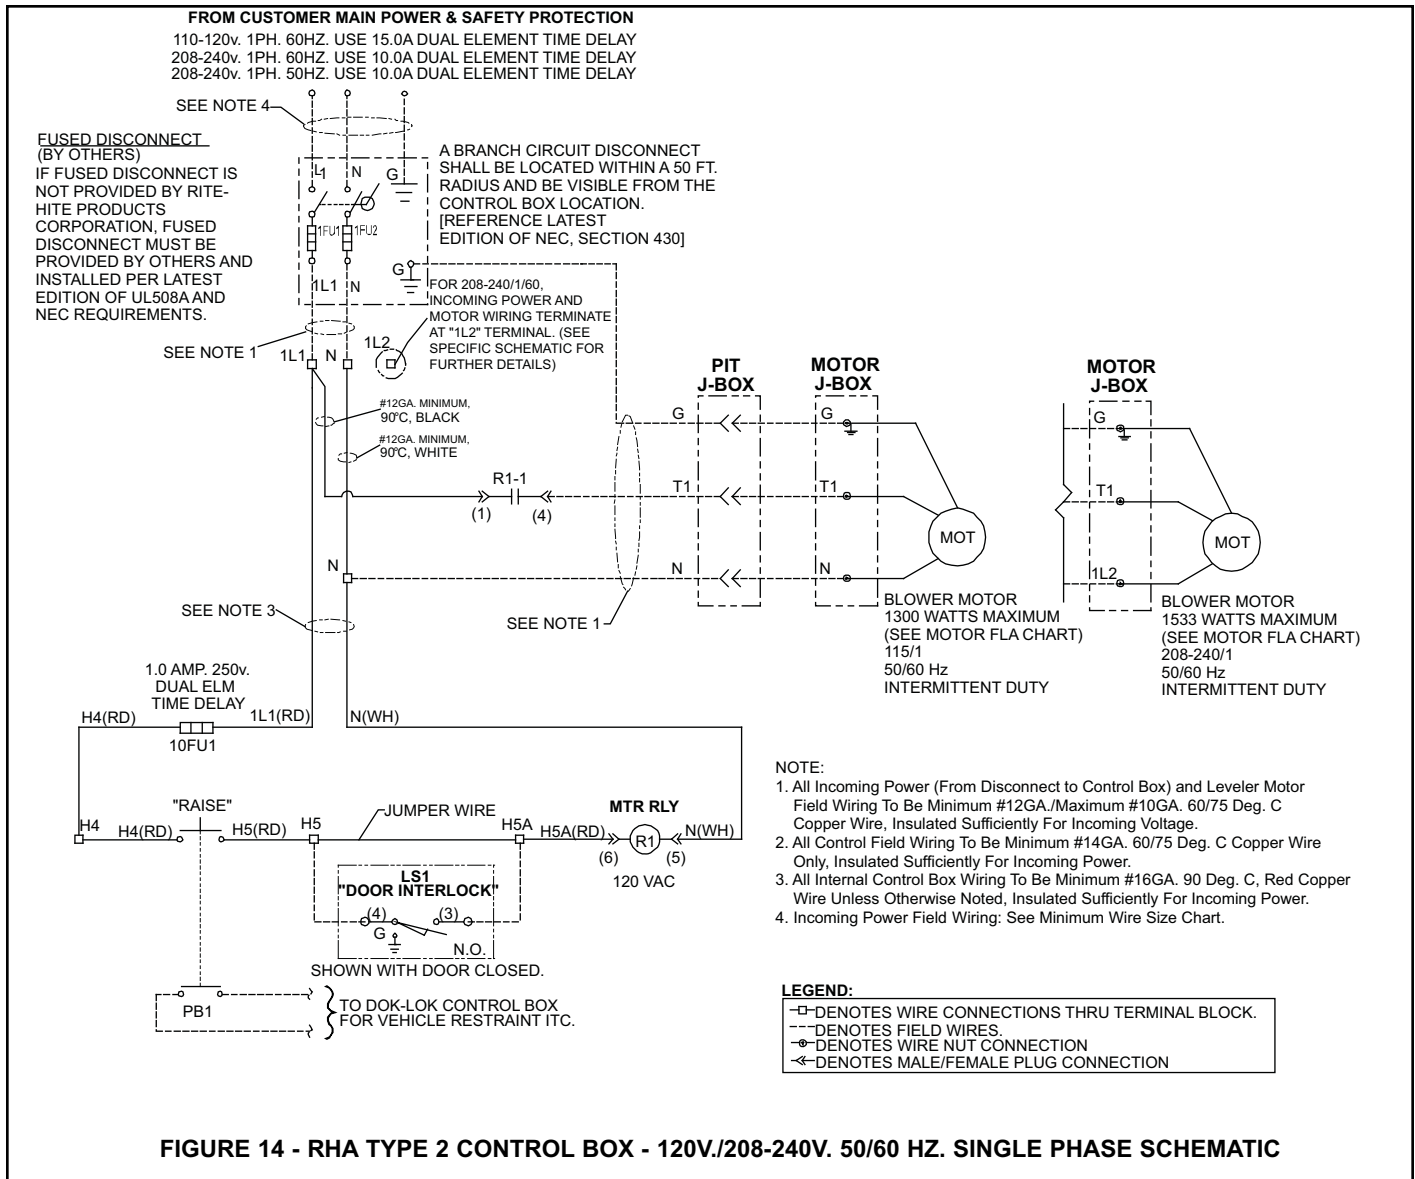 FROM CUSTOMER MAIN POWER & SAFETY PROTECTION
110-120v. 1PH. 60HZ. USE 15.0A DUAL ELEMENT TIME DELAY
208-240v. 1PH. 60HZ. USE 10.0A DUAL ELEMENT TIME DELAY
208-240v. 1PH. 50HZ. USE 10.0A DUAL ELEMENT TIME DELAY
SEE NOTE 4
FUSED DISCONNECT
(BY OTHERS)
IF FUSED DISCONNECT IS
NOT PROVIDED BY RITE-
HITE PRODUCTS
CORPORATION, FUSED
DISCONNECT MUST BE
PROVIDED BY OTHERS AND
INSTALLED PER LATEST
EDITION OF UL508A AND
NEC REQUIREMENTS.
L1 N G
1FU1 1FU2
G
1L1 N
A BRANCH CIRCUIT DISCONNECT
SHALL BE LOCATED WITHIN A 50 FT.
RADIUS AND BE VISIBLE FROM THE
CONTROL BOX LOCATION.
[REFERENCE LATEST
EDITION OF NEC, SECTION 430]
FOR 208-240/1/60,
INCOMING POWER AND
MOTOR WIRING TERMINATE
AT "1L2" TERMINAL. (SEE
SPECIFIC SCHEMATIC FOR
FURTHER DETAILS)
SEE NOTE 1
1L1 N 1L2
#12GA. MINIMUM,
90°C, BLACK
#12GA. MINIMUM,
90°C, WHITE
R1-1
(1) (4)
N
SEE NOTE 1
PIT
J-BOX
G
T1
N
MOTOR
J-BOX
G
T1
N
MOT
BLOWER MOTOR
1300 WATTS MAXIMUM
(SEE MOTOR FLA CHART)
115/1
50/60 Hz
INTERMITTENT DUTY
MOTOR
J-BOX
G
T1
1L2
MOT
BLOWER MOTOR
1533 WATTS MAXIMUM
(SEE MOTOR FLA CHART)
208-240/1
50/60 Hz
INTERMITTENT DUTY
SEE NOTE 3
1.0 AMP. 250v.
DUAL ELM
TIME DELAY
H4(RD) 1L1(RD) N(WH)
10FU1
"RAISE"
JUMPER WIRE
MTR RLY
H4 H4(RD) H5(RD) H5 H5A H5A(RD) R1 N(WH)
(6) (5)
120 VAC
LS1
"DOOR INTERLOCK"
(4) (3)
G
N.O.
SHOWN WITH DOOR CLOSED.
PB1
TO DOK-LOK CONTROL BOX
FOR VEHICLE RESTRAINT ITC.
NOTE:
1. All Incoming Power (From Disconnect to Control Box) and Leveler Motor
Field Wiring To Be Minimum #12GA./Maximum #10GA. 60/75 Deg. C
Copper Wire, Insulated Sufficiently For Incoming Voltage.
2. All Control Field Wiring To Be Minimum #14GA. 60/75 Deg. C Copper Wire
Only, Insulated Sufficiently For Incoming Power.
3. All Internal Control Box Wiring To Be Minimum #16GA. 90 Deg. C, Red Copper
Wire Unless Otherwise Noted, Insulated Sufficiently For Incoming Power.
4. Incoming Power Field Wiring: See Minimum Wire Size Chart.
LEGEND:
DENOTES WIRE CONNECTIONS THRU TERMINAL BLOCK.
DENOTES FIELD WIRES.
DENOTES WIRE NUT CONNECTION
DENOTES MALE/FEMALE PLUG CONNECTION
FIGURE 14 - RHA TYPE 2 CONTROL BOX - 120V./208-240V. 50/60 HZ. SINGLE PHASE SCHEMATIC